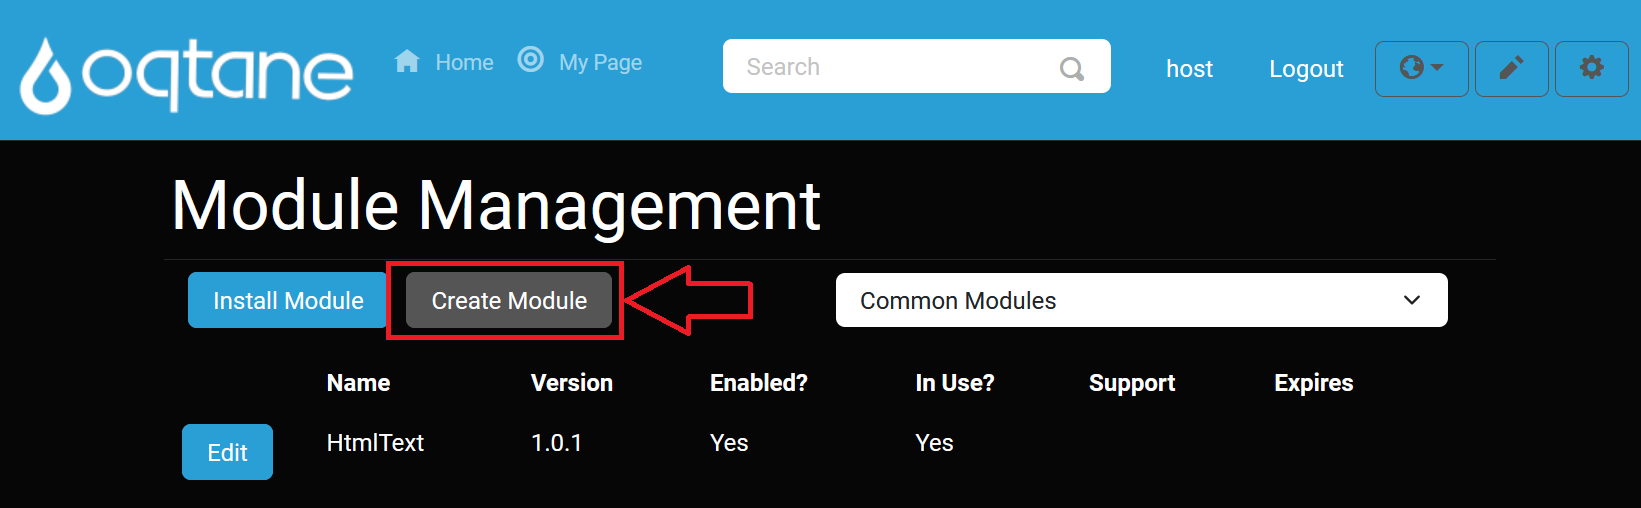 oqtane Home My Page Search host Logout
Module Management
Install Module Create Module Common Modules
Name Version Enabled? In Use? Support Expires
Edit HtmlText 1.0.1 Yes Yes